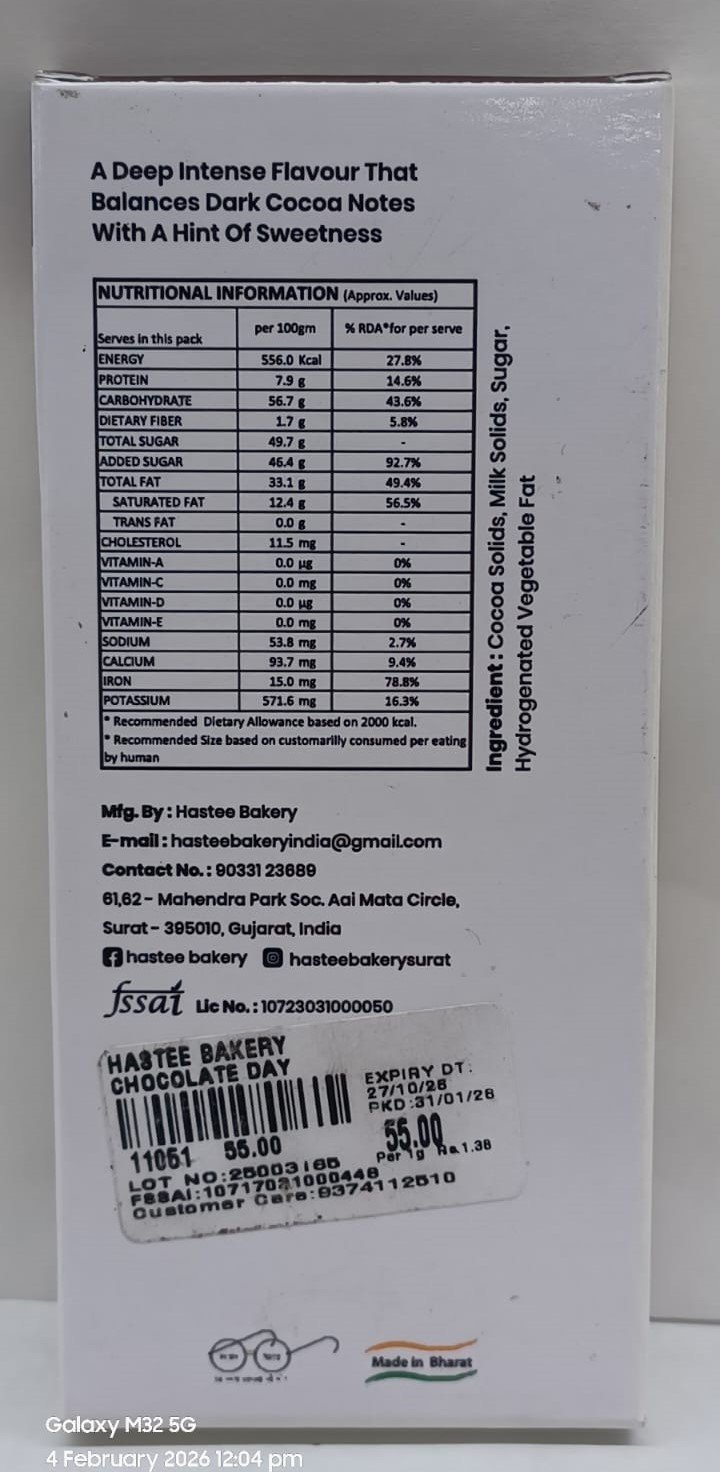 A Deep Intense Flavour That
Balances Dark Cocoa Notes
With A Hint Of Sweetness
NUTRITIONAL INFORMATION (Approx. Values)
Serves in this pack per 100gm % RDA*for per serve
ENERGY 556.0 Kcal 27.8%
PROTEIN 7.9 g 14.6%
CARBOHYDRATE 56.7 g 43.6%
DIETARY FIBER 1.7 g 5.8%
TOTAL SUGAR 49.7 g -
ADDED SUGAR 46.4 g 92.7%
TOTAL FAT 33.1 g 49.4%
SATURATED FAT 12.4 g 56.5%
TRANS FAT 0.0 g -
CHOLESTEROL 11.5 mg -
VITAMIN-A 0.0 µg 0%
VITAMIN-C 0.0 mg 0%
VITAMIN-D 0.0 µg 0%
VITAMIN-E 0.0 mg 0%
SODIUM 53.8 mg 2.7%
CALCIUM 93.7 mg 9.4%
IRON 15.0 mg 78.8%
POTASSIUM 571.6 mg 16.3%
* Recommended Dietary Allowance based on 2000 kcal.
* Recommended Size based on customarilly consumed per eating
by human
Ingredient : Cocoa Solids, Milk Solids, Sugar,
Hydrogenated Vegetable Fat
Mfg. By : Hastee Bakery
E-mail : hasteebakeryindia@gmail.com
Contact No. : 90331 23689
61,62 - Mahendra Park Soc. Aai Mata Circle,
Surat - 395010, Gujarat, India
hastee bakery hasteebakerysurat
fssai Lic No. : 10723031000050
HASTEE BAKERY
CHOCOLATE DAY
EXPIRY DT:
27/10/26
PKD:31/01/26
11051 55.00
55.00
Per 1g Rs.1.38
LOT NO:25003165
FSSAI:10717021000448
Customer Care:9374112510
Made in Bharat
Galaxy M32 5G
4 February 2026 12:04 pm